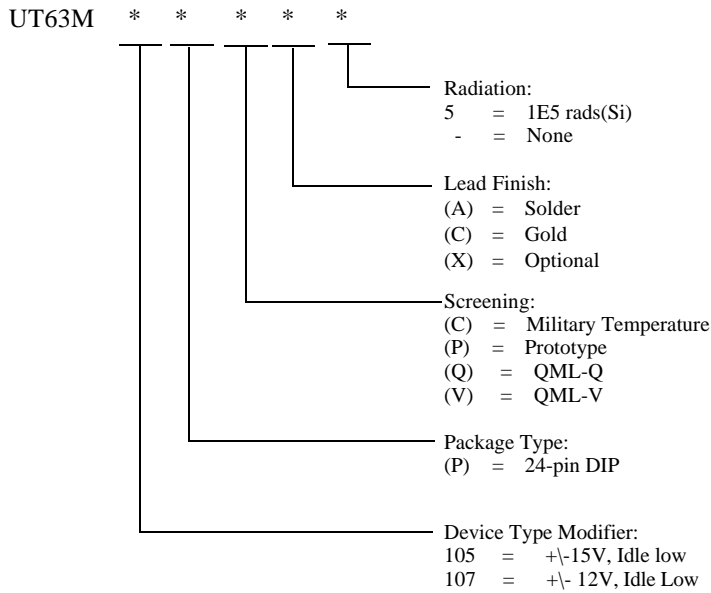 UT63M * * * * *
Radiation:
5 = 1E5 rads(Si)
- = None
Lead Finish:
(A) = Solder
(C) = Gold
(X) = Optional
Screening:
(C) = Military Temperature
(P) = Prototype
(Q) = QML-Q
(V) = QML-V
Package Type:
(P) = 24-pin DIP
Device Type Modifier:
105 = +\-15V, Idle low
107 = +\- 12V, Idle Low